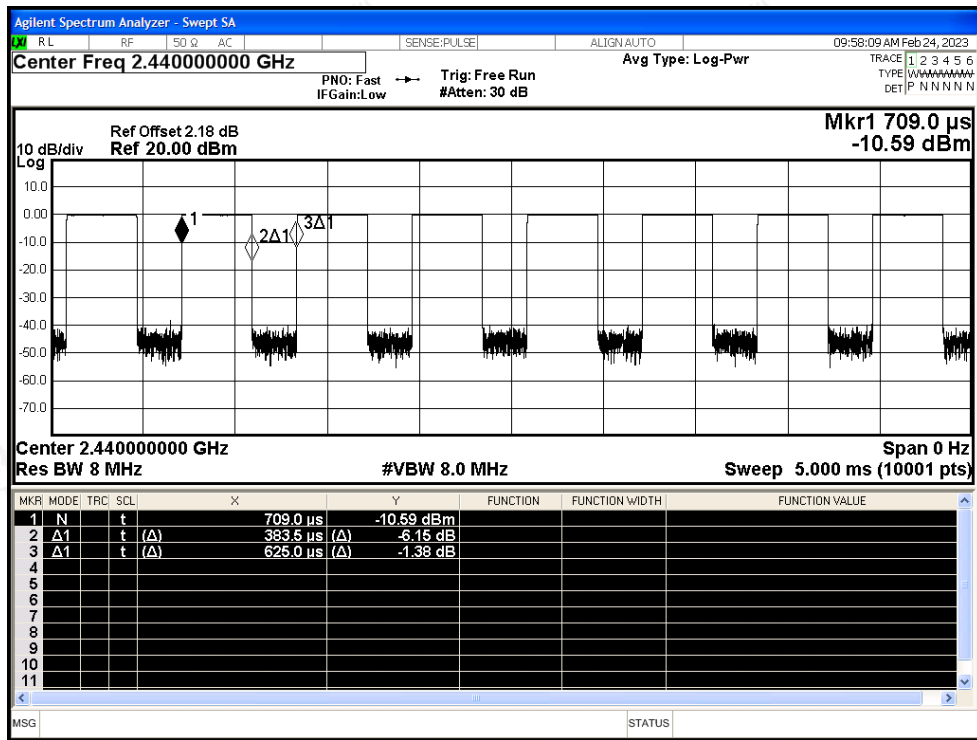 Agilent Spectrum Analyzer - Swept SA
LXI RL RF 50 Ω AC SENSE:PULSE ALIGN AUTO 09:58:09 AM Feb 24, 2023
Center Freq 2.440000000 GHz Avg Type: Log-Pwr TRACE 1 2 3 4 5 6
PNO: Fast Trig: Free Run TYPE WWWWWW
IFGain:Low #Atten: 30 dB DET P N N N N N
Mkr1 709.0 µs
Ref Offset 2.18 dB
10 dB/div Ref 20.00 dBm -10.59 dBm
Log
10.0
0.00
1 2Δ1 3Δ1
-10.0
-20.0
-30.0
-40.0
-50.0
-60.0
-70.0
Center 2.440000000 GHz Span 0 Hz
Res BW 8 MHz #VBW 8.0 MHz Sweep 5.000 ms (10001 pts)
MKR MODE TRC SCL X Y FUNCTION FUNCTION WIDTH FUNCTION VALUE
1 N t 709.0 µs -10.59 dBm
2 Δ1 t (Δ) 383.5 µs (Δ) -6.15 dB
3 Δ1 t (Δ) 625.0 µs (Δ) -1.38 dB
4
5
6
7
8
9
10
11
MSG STATUS